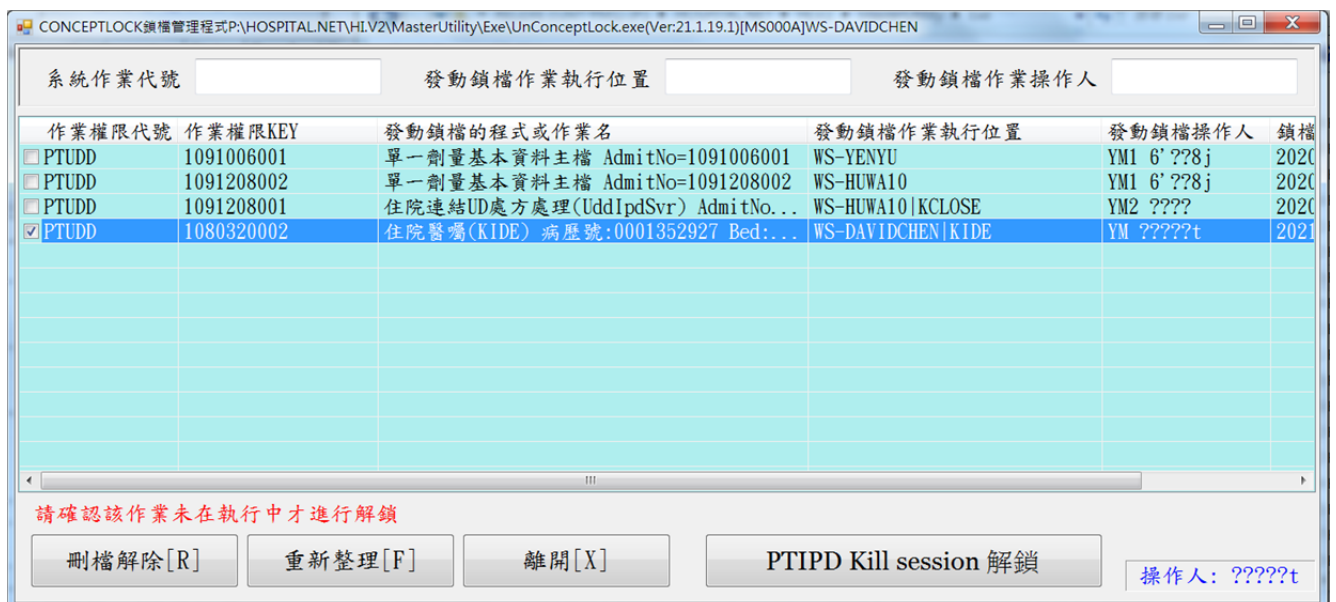 CONCEPTLOCK鎖檔管理程式P:\HOSPITAL.NET\HI.V2\MasterUtility\Exe\UnConceptLock.exe(Ver:21.1.19.1)[MS000A]WS-DAVIDCHEN
系統作業代號 發動鎖檔作業執行位置 發動鎖檔作業操作人
作業權限代號 作業權限KEY 發動鎖檔的程式或作業名 發動鎖檔作業執行位置 發動鎖檔操作人 鎖檔
PTUDD 1091006001 單一劑量基本資料主檔 AdmitNo=1091006001 WS-YENYU YM1 6'??8j 2020
PTUDD 1091208002 單一劑量基本資料主檔 AdmitNo=1091208002 WS-HUWA10 YM1 6'??8j 2020
PTUDD 1091208001 住院連結UD處方處理(UddIpdSvr) AdmitNo... WS-HUWA10|KCLOSE YM2 ???? 2020
PTUDD 1080320002 住院醫囑(KIDE) 病歷號:0001352927 Bed:... WS-DAVIDCHEN|KIDE YM ?????t 2021
請確認該作業未在執行中才進行解鎖
刪檔解除[R] 重新整理[F] 離開[X] PTIPD Kill session 解鎖
操作人: ?????t